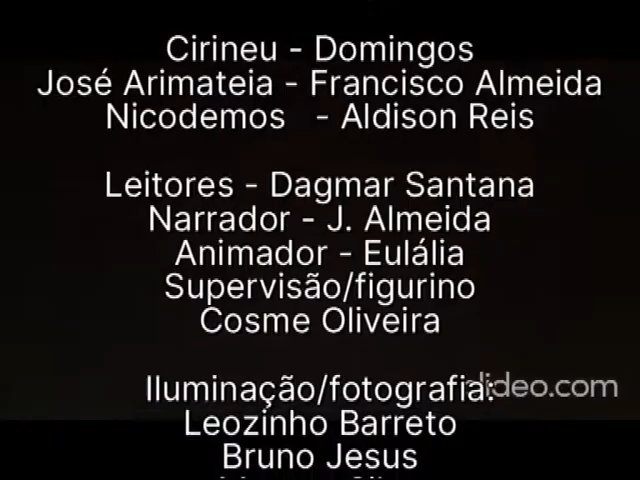 Cirineu - Domingos
José Arimateia - Francisco Almeida
Nicodemos - Aldison Reis
Leitores - Dagmar Santana
Narrador - J. Almeida
Animador - Eulália
Supervisão/figurino
Cosme Oliveira
Iluminação/fotografia:
Leozinho Barreto
Bruno Jesus